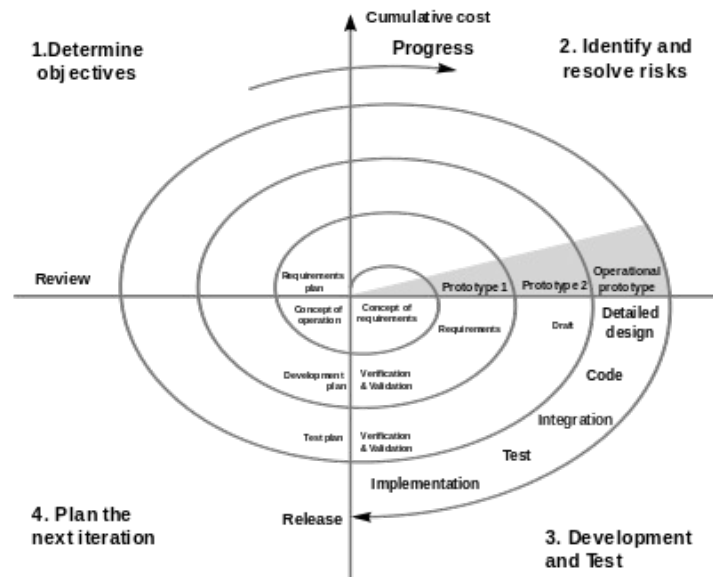 Cumulative cost
Progress
1.Determine
objectives
2. Identify and
resolve risks
Review
Requirements
plan
Prototype 1
Prototype 2
Operational
prototype
Concept of
operation
Concept of
requirements
Requirements
Draft
Detailed
design
Development
plan
Verification
& Validation
Code
Test plan
Verification
& Validation
Integration
Test
Implementation
Release
4. Plan the
next iteration
3. Development
and Test